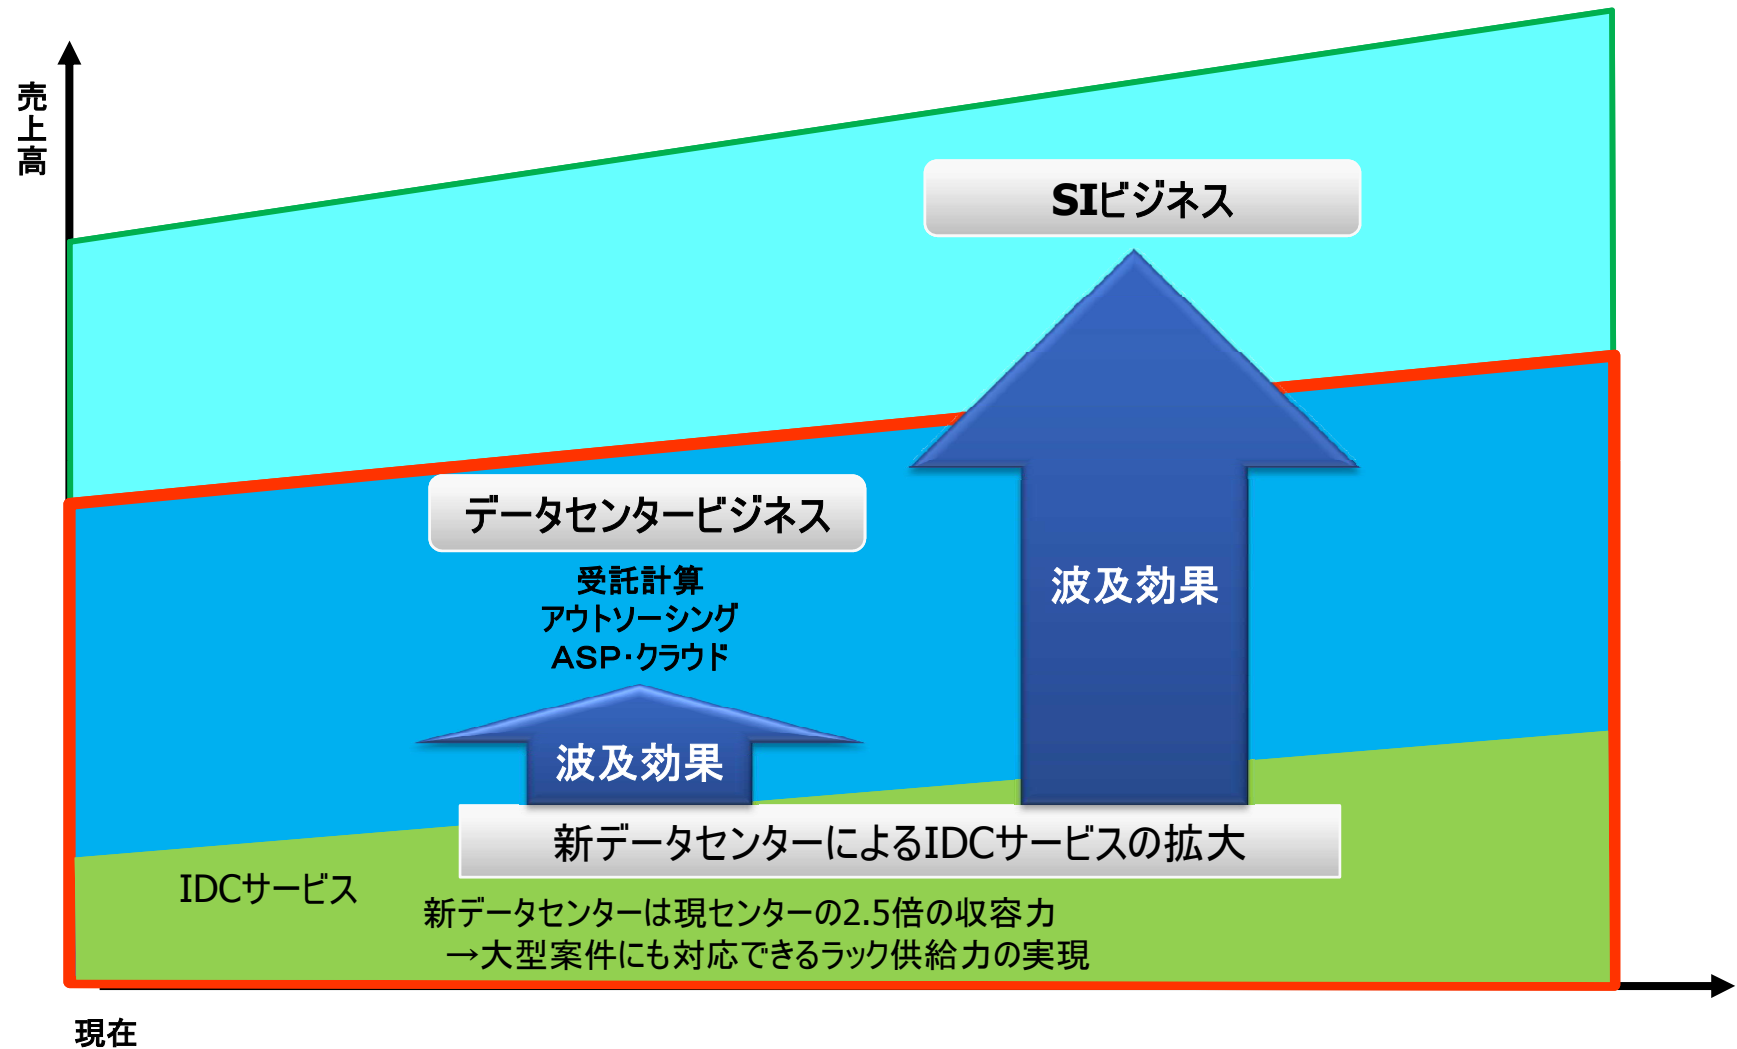 売上高
SIビジネス
データセンタービジネス
受託計算
アウトソーシング
ASP・クラウド
波及効果
波及効果
新データセンターによるIDCサービスの拡大
IDCサービス
新データセンターは現センターの2.5倍の収容力
→大型案件にも対応できるラック供給力の実現
現在